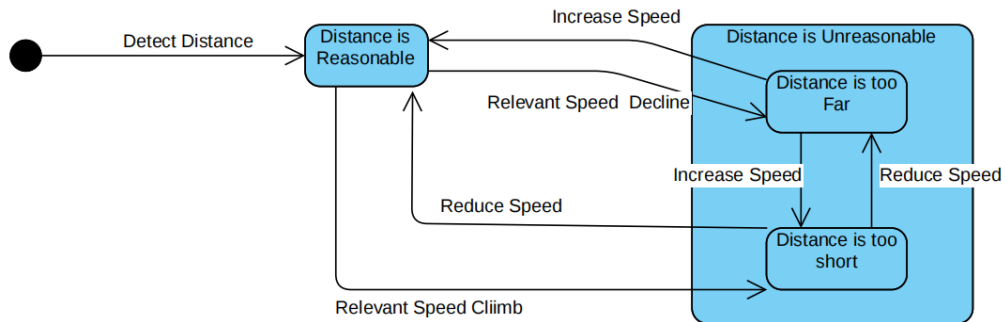 Increase Speed
Detect Distance
Distance is
Reasonable
Distance is Unreasonable
Distance is too
Far
Relevant Speed  Decline
Increase Speed
Reduce Speed
Reduce Speed
Distance is too
short
Relevant Speed Cliimb